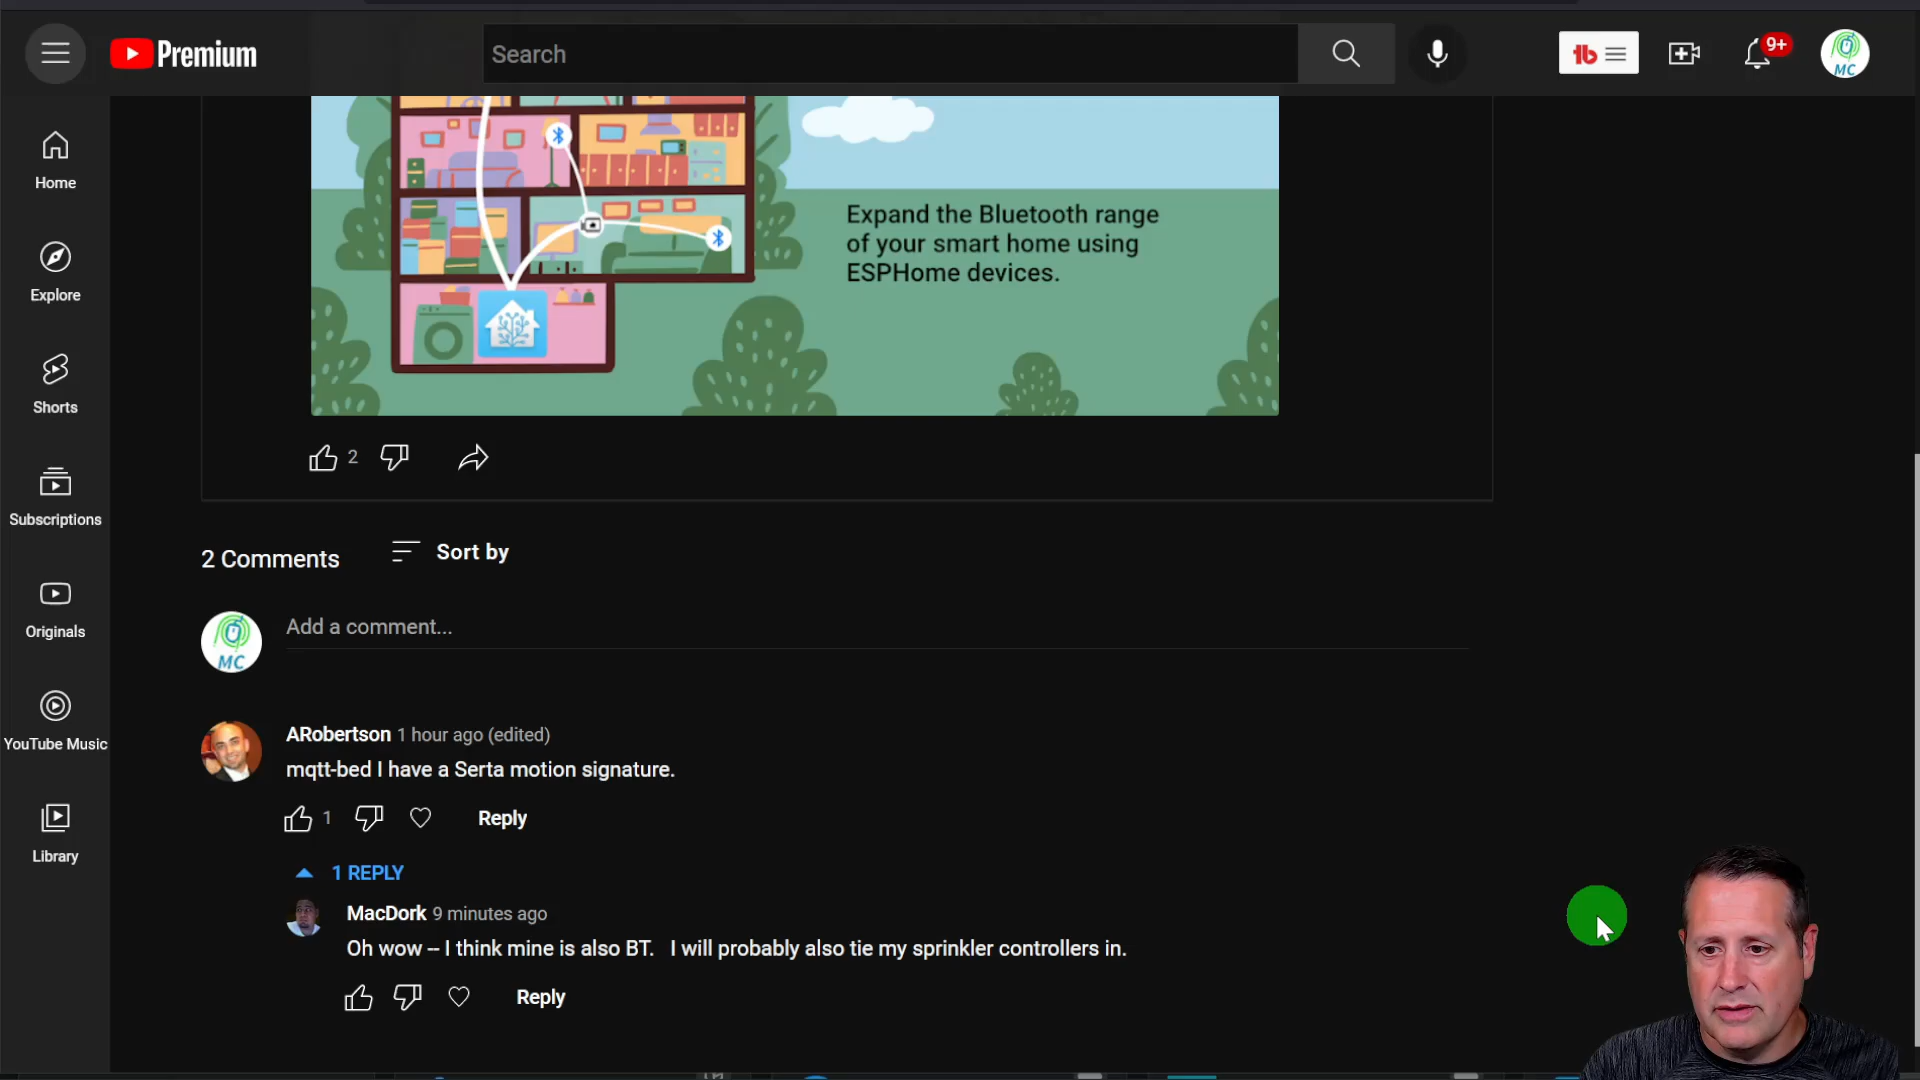 Premium
Search
9+
MC
Home
Explore
Shorts
Subscriptions
Originals
YouTube Music
Library
Expand the Bluetooth range
of your smart home using
ESPHome devices.
2
2 Comments
Sort by
MC
Add a comment...
ARobertson 1 hour ago (edited)
mqtt-bed I have a Serta motion signature.
1
Reply
1 REPLY
MacDork 9 minutes ago
Oh wow -- I think mine is also BT. I will probably also tie my sprinkler controllers in.
Reply